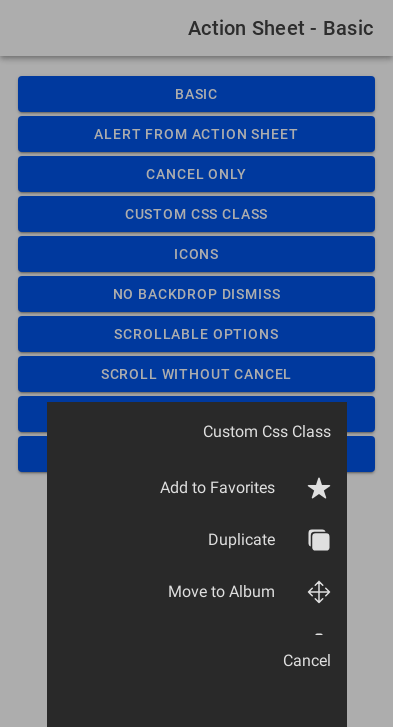 Action Sheet - Basic
BASIC
ALERT FROM ACTION SHEET
CANCEL ONLY
CUSTOM CSS CLASS
ICONS
NO BACKDROP DISMISS
SCROLLABLE OPTIONS
SCROLL WITHOUT CANCEL
Custom Css Class
Add to Favorites
Duplicate
Move to Album
Cancel